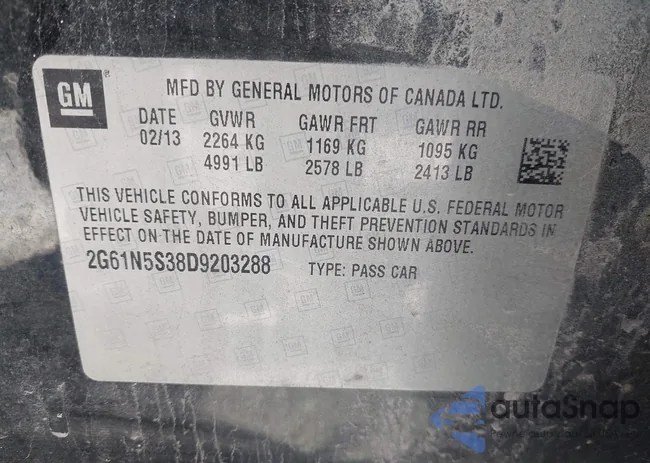 GM
MFD BY GENERAL MOTORS OF CANADA LTD.
DATE GVWR GAWR FRT GAWR RR
02/13 2264 KG 1169 KG 1095 KG
4991 LB 2578 LB 2413 LB
THIS VEHICLE CONFORMS TO ALL APPLICABLE U.S. FEDERAL MOTOR
VEHICLE SAFETY, BUMPER, AND THEFT PREVENTION STANDARDS IN
EFFECT ON THE DATE OF MANUFACTURE SHOWN ABOVE.
2G61N5S38D9203288 TYPE: PASS CAR
autoSnap